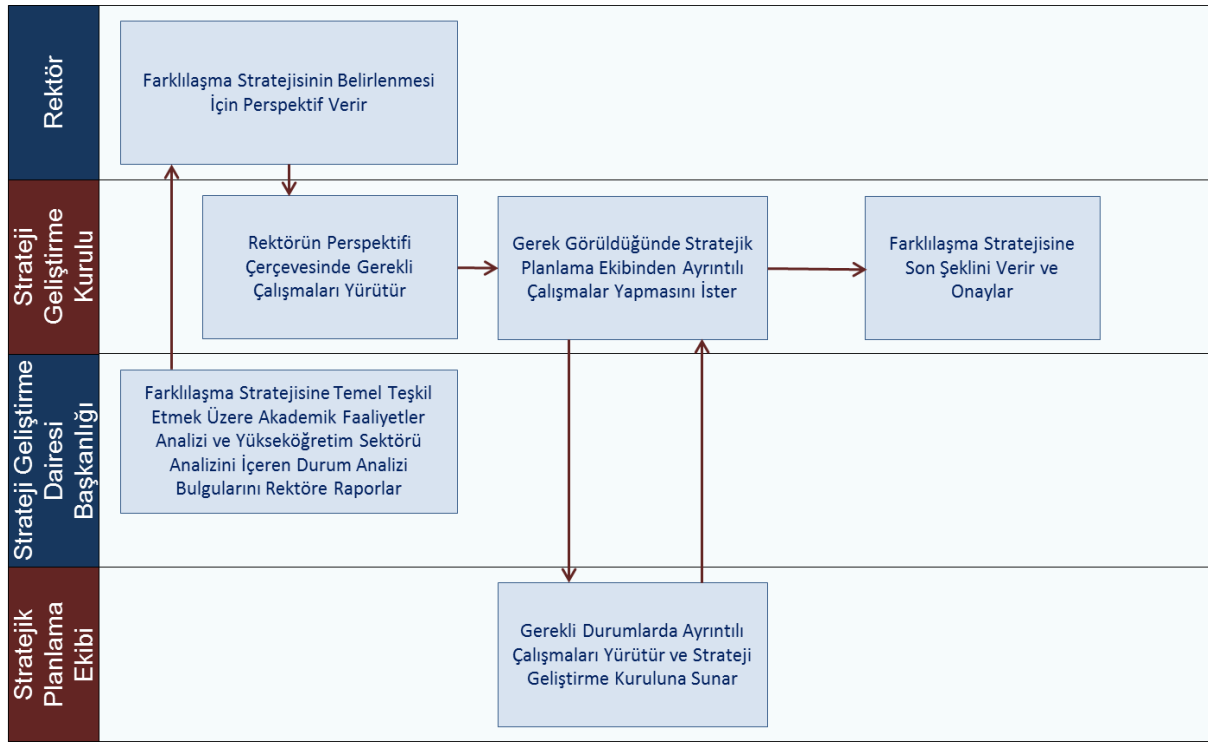 Rektör
Farklılaşma Stratejisinin Belirlenmesi
İçin Perspektif Verir
Strateji
Geliştirme
Kurulu
Rektörün Perspektifi
Çerçevesinde Gerekli
Çalışmaları Yürütür
Gerek Görüldüğünde Stratejik
Planlama Ekibinden Ayrıntılı
Çalışmalar Yapmasını İster
Farklılaşma Stratejisine
Son Şeklini Verir ve
Onaylar
Strateji Geliştirme
Dairesi
Başkanlığı
Farklılaşma Stratejisine Temel Teşkil
Etmek Üzere Akademik Faaliyetler
Analizi ve Yükseköğretim Sektörü
Analizini İçeren Durum Analizi
Bulgularını Rektöre Raporlar
Stratejik
Planlama
Ekibi
Gerekli Durumlarda Ayrıntılı
Çalışmaları Yürütür ve Strateji
Geliştirme Kuruluna Sunar